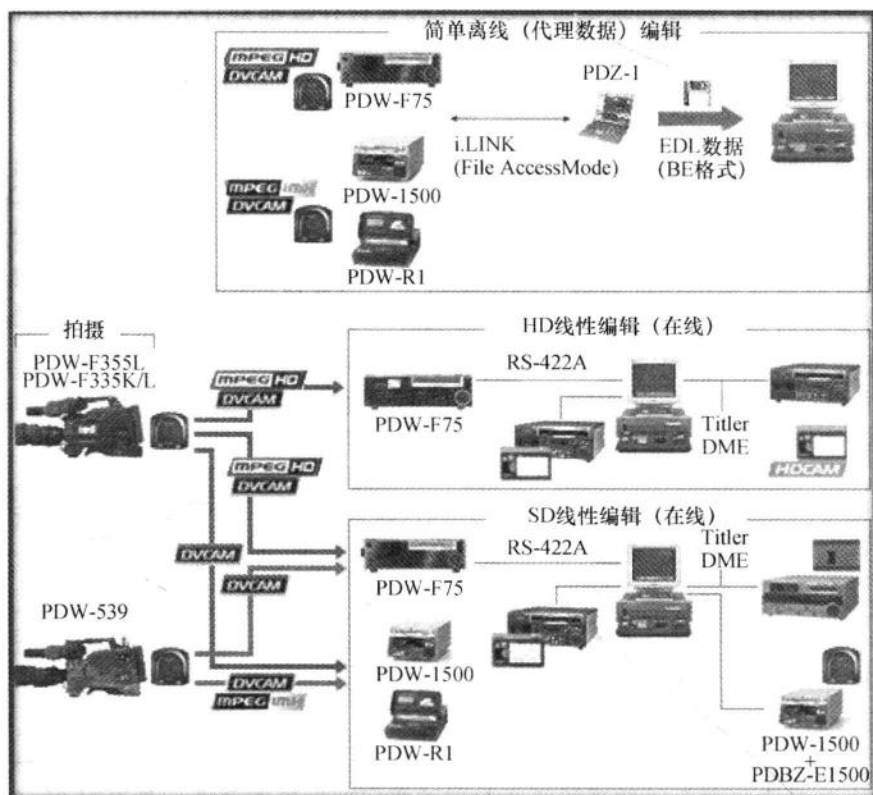 简单离线（代理数据）编辑
MPEG HD
DVCAM
PDW-F75
PDZ-1
i.LINK
(File AccessMode)
EDL数据
(BE格式)
PDW-1500
MPEG IMX
DVCAM
PDW-R1
拍摄
PDW-F355L
PDW-F335K/L
MPEG HD
DVCAM
MPEG HD
DVCAM
DVCAM
DVCAM
PDW-539
DVCAM
MPEG IMX
HD线性编辑（在线）
RS-422A
PDW-F75
Titler
DME
HDCAM
SD线性编辑（在线）
RS-422A
Titler
DME
PDW-F75
PDW-1500
PDW-R1
PDW-1500
+
PDBZ-E1500